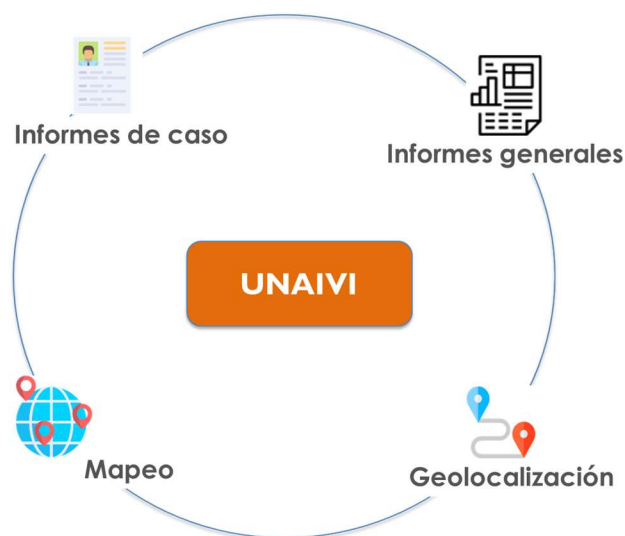 Informes de caso
Informes generales
UNAIVI
Mapeo
Geolocalización